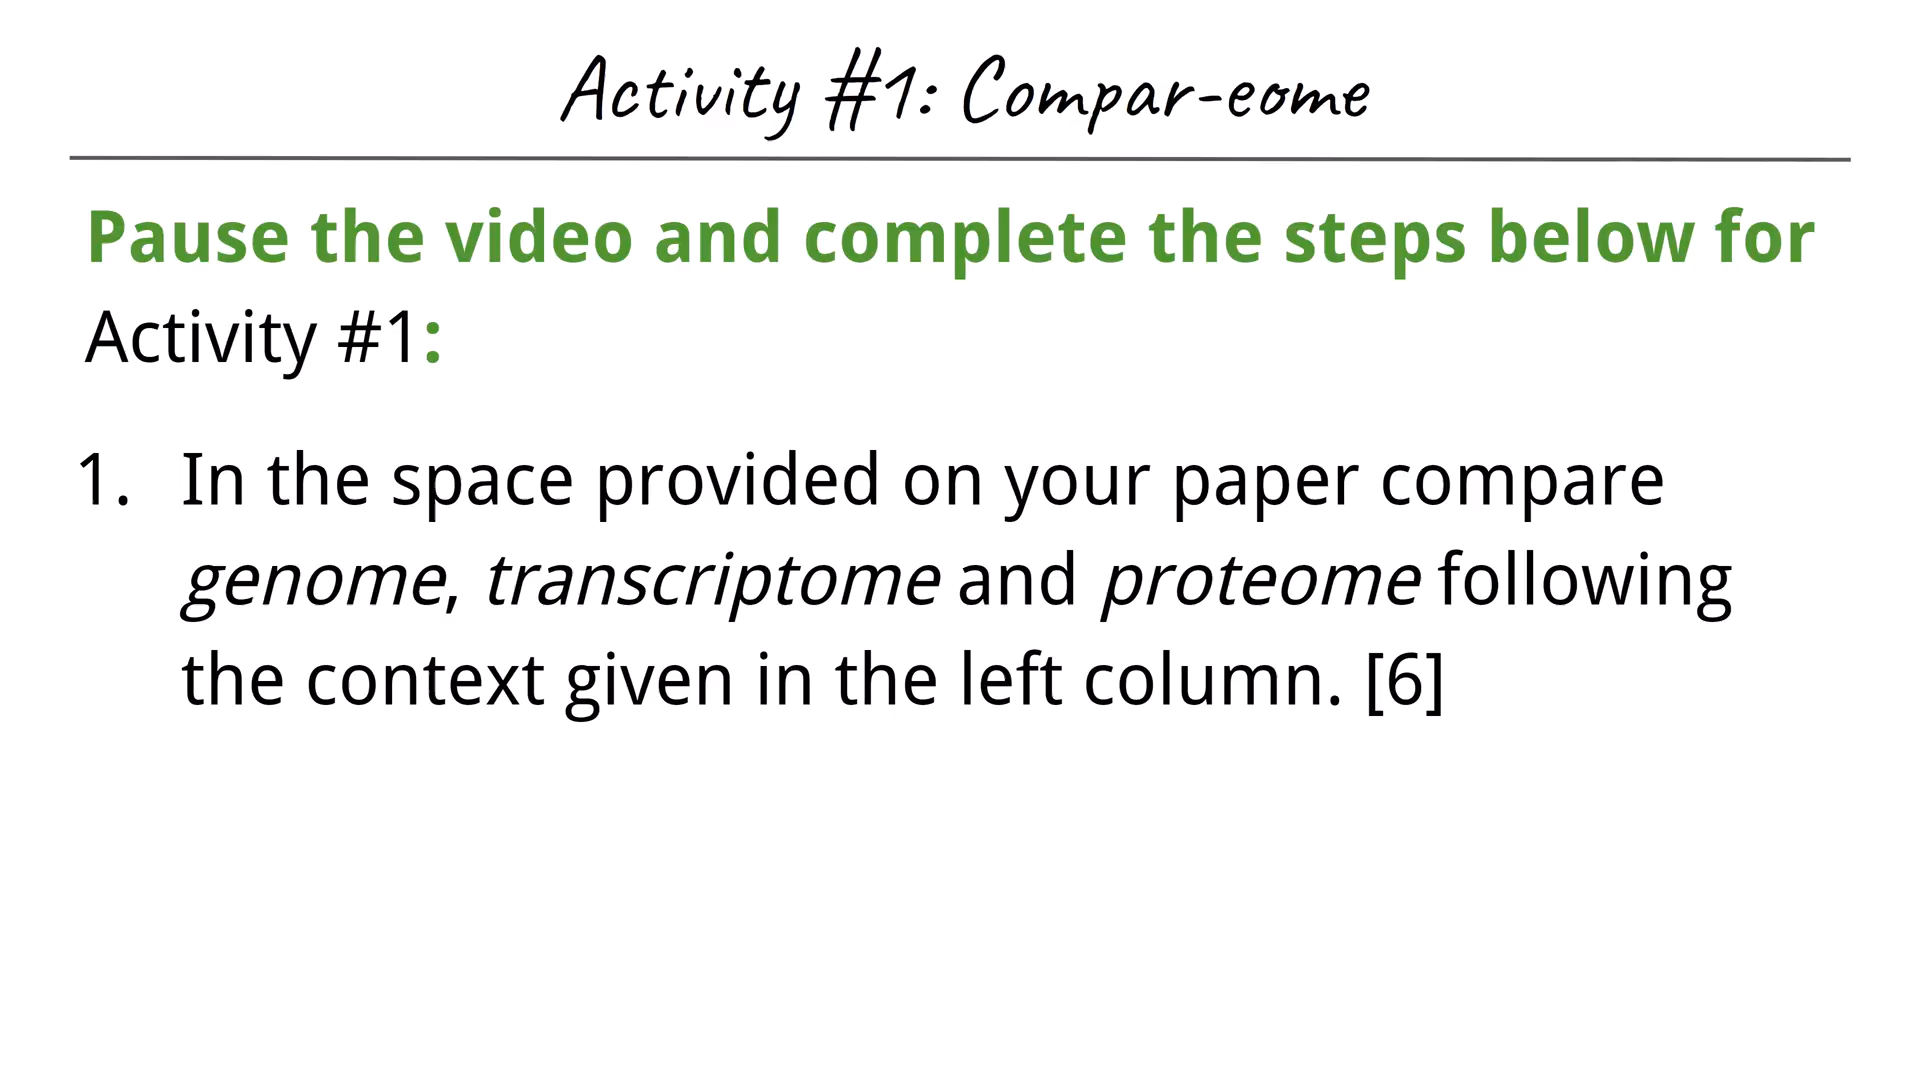 Activity #1: Compar-eome
Pause the video and complete the steps below for
Activity #1:
1. In the space provided on your paper compare
genome, transcriptome and proteome following
the context given in the left column. [6]